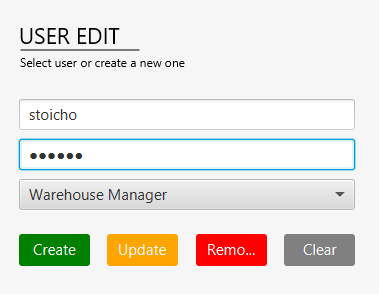 USER EDIT
Select user or create a new one
stoicho
●●●●●●
Warehouse Manager
Create Update Remo... Clear